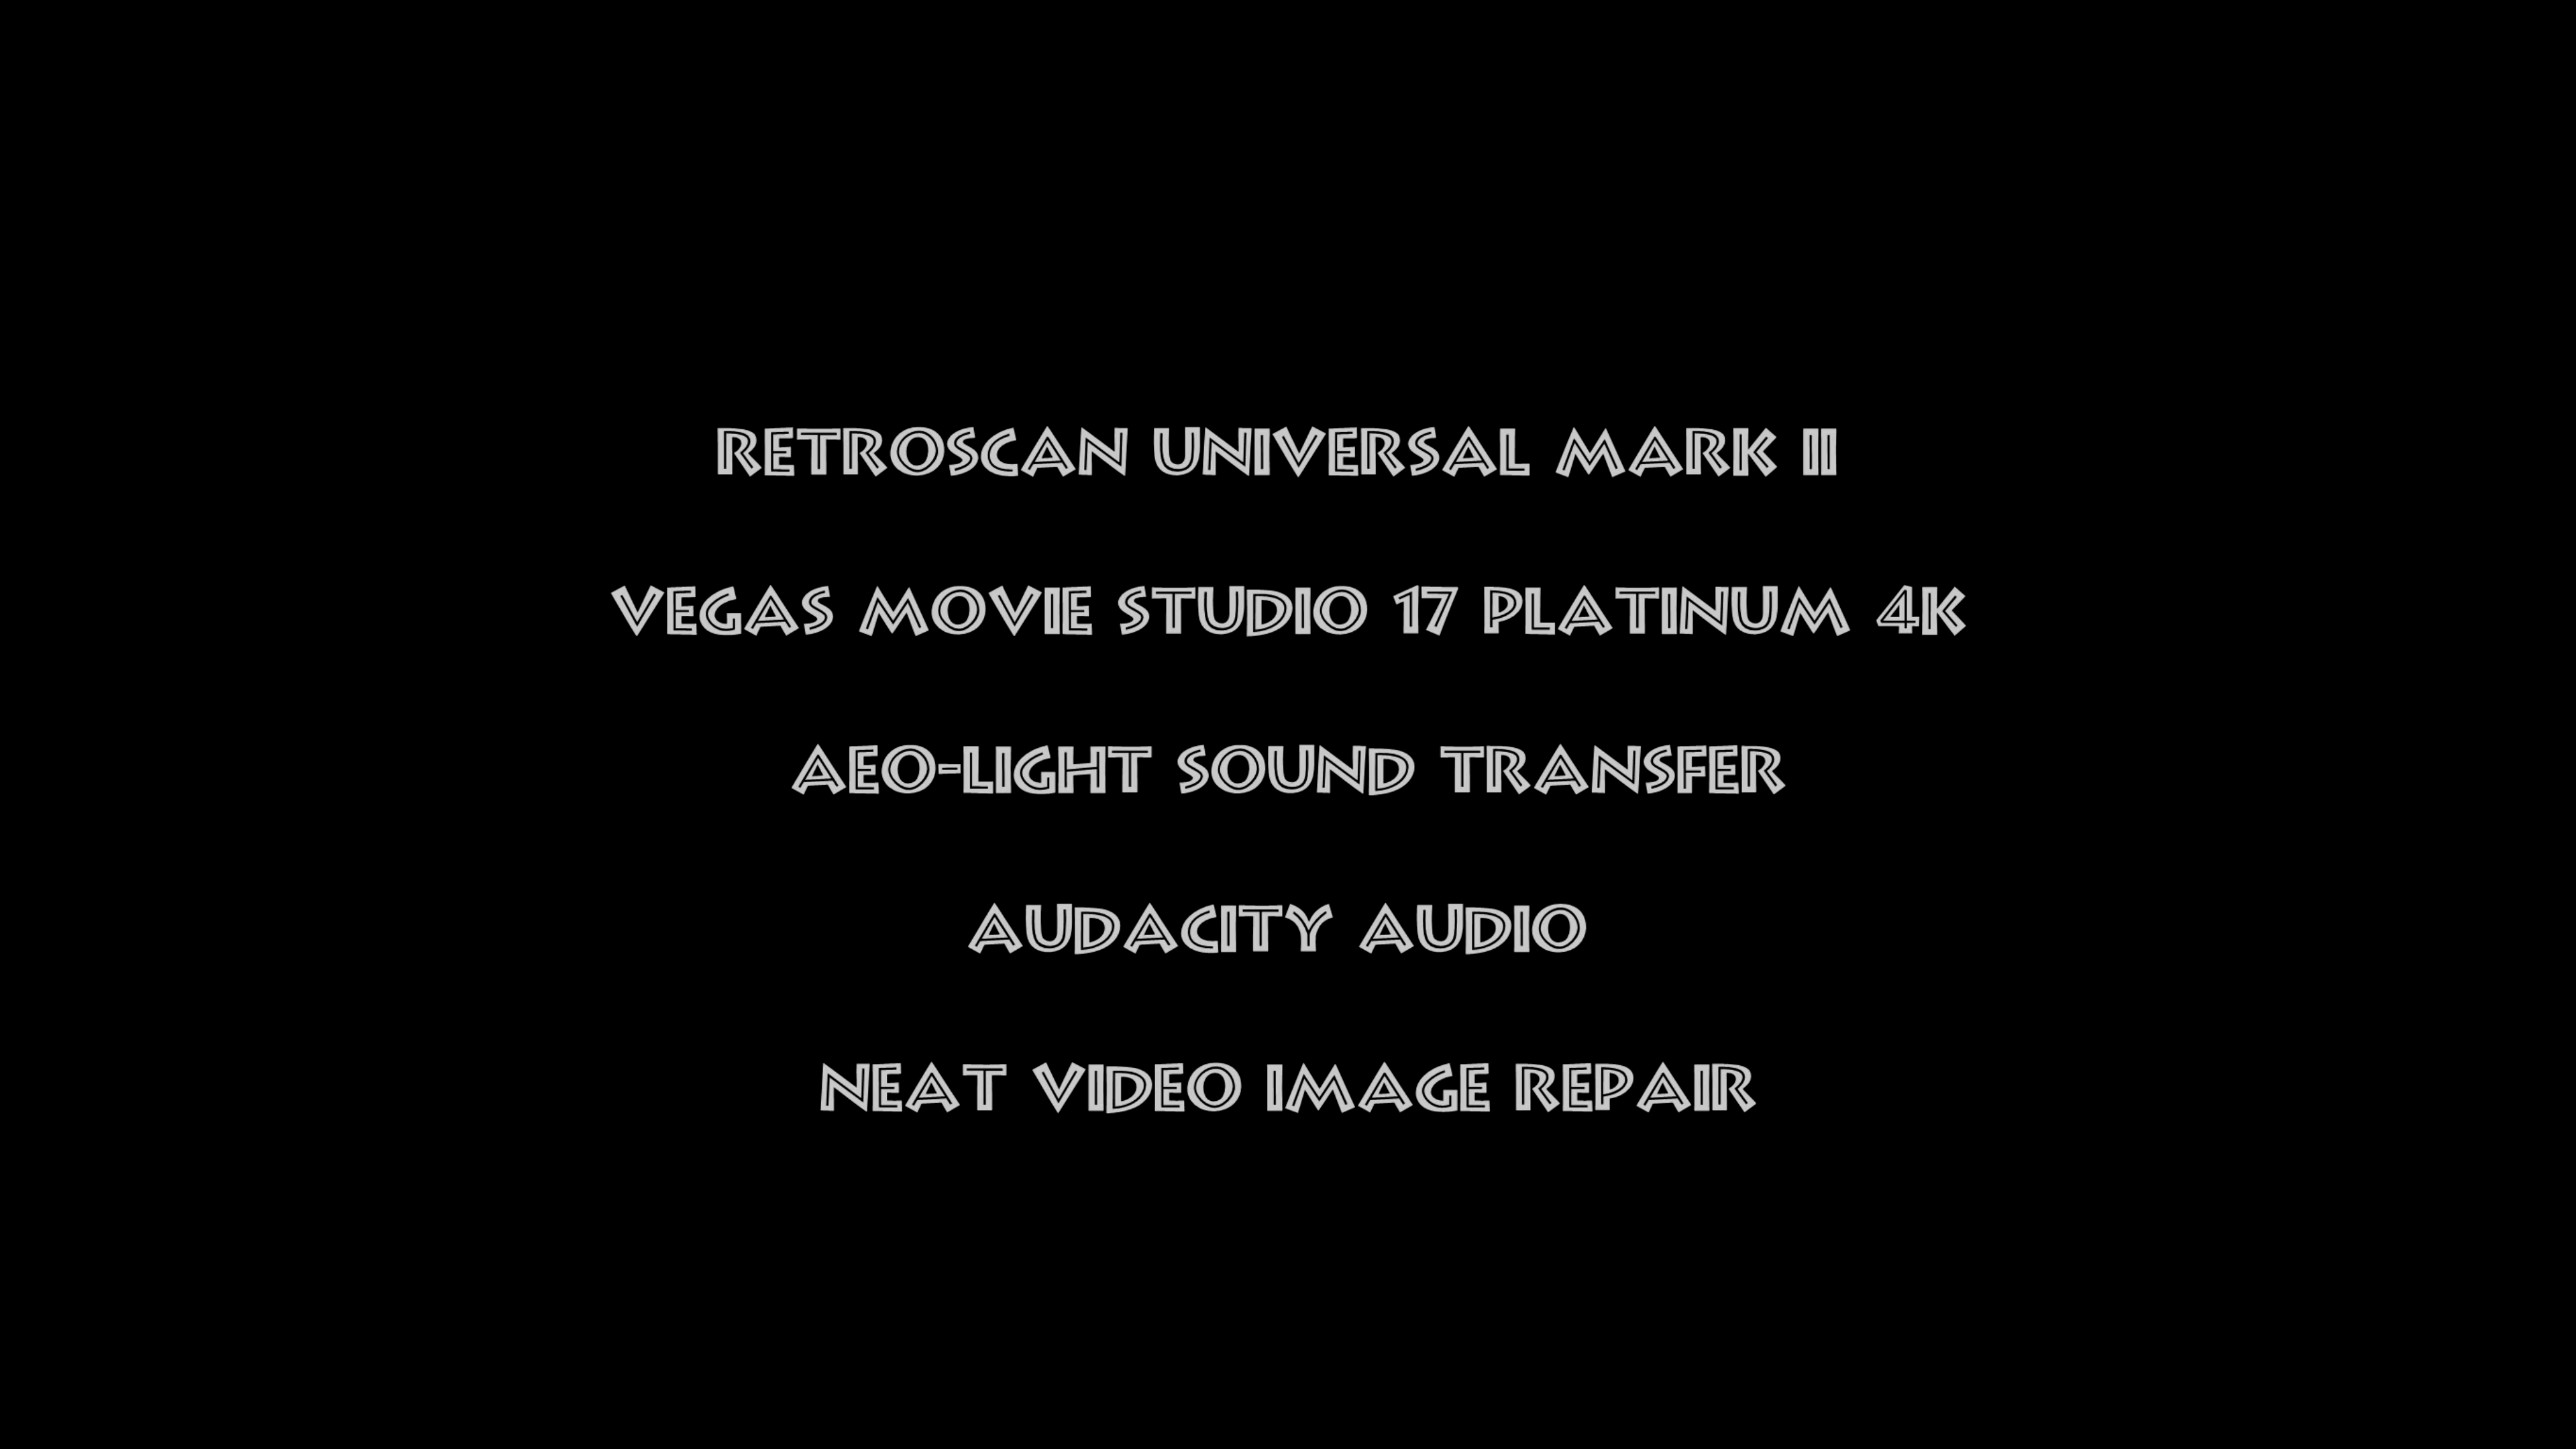 RETROSCAN UNIVERSAL MARK II
VEGAS MOVIE STUDIO 17 PLATINUM 4K
AEO-LIGHT SOUND TRANSFER
AUDACITY AUDIO
NEAT VIDEO IMAGE REPAIR